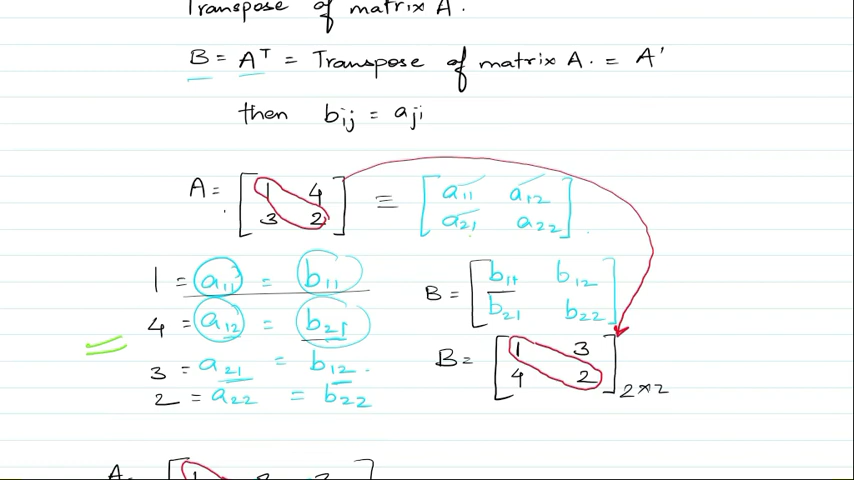 Transpose of matrix A.
B = Aᵀ = Transpose of matrix A. = A'
then bij = aji
A = [1 4 ≡ [a11 a12
3 2] a21 a22].
1 = a11 = b11
4 = a12 = b21
3 = a21 = b12.
2 = a22 = b22
B = [b11 b12
b21 b22]
B = [1 3
4 2] 2×2
A